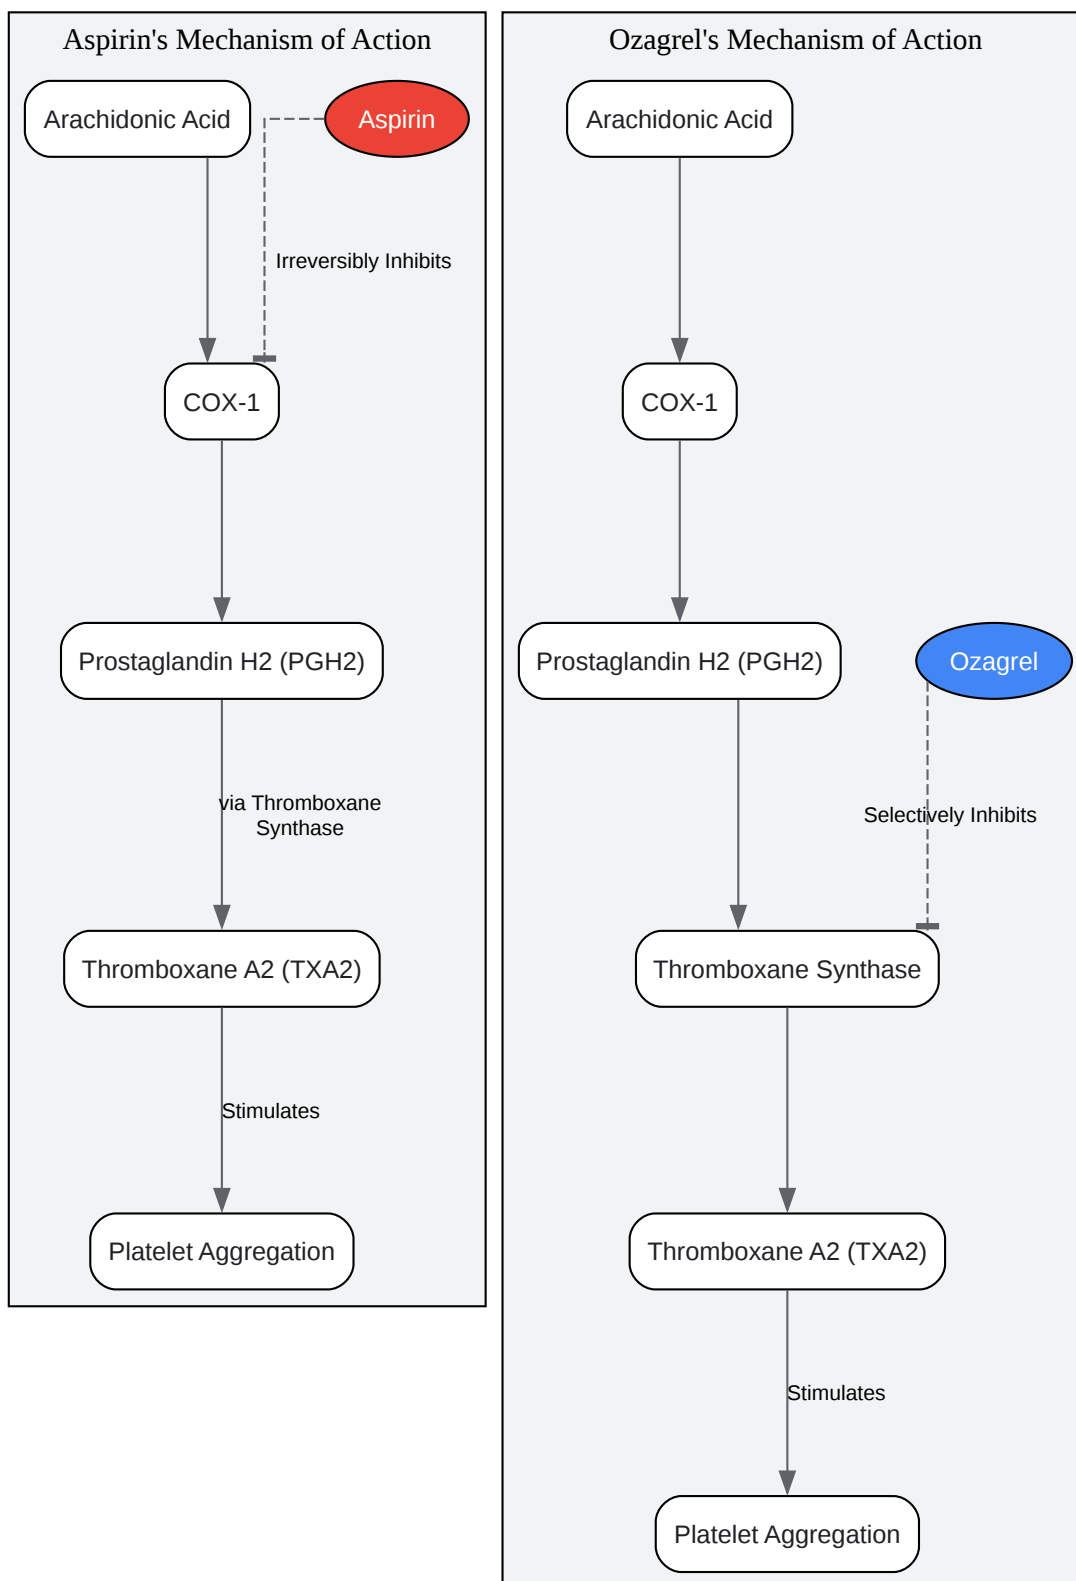 Aspirin's Mechanism of Action
Arachidonic Acid
Aspirin
Irreversibly Inhibits
COX-1
Prostaglandin H2 (PGH2)
via Thromboxane
Synthase
Thromboxane A2 (TXA2)
Stimulates
Platelet Aggregation
Ozagrel's Mechanism of Action
Arachidonic Acid
COX-1
Prostaglandin H2 (PGH2)
Ozagrel
Selectively Inhibits
Thromboxane Synthase
Thromboxane A2 (TXA2)
Stimulates
Platelet Aggregation